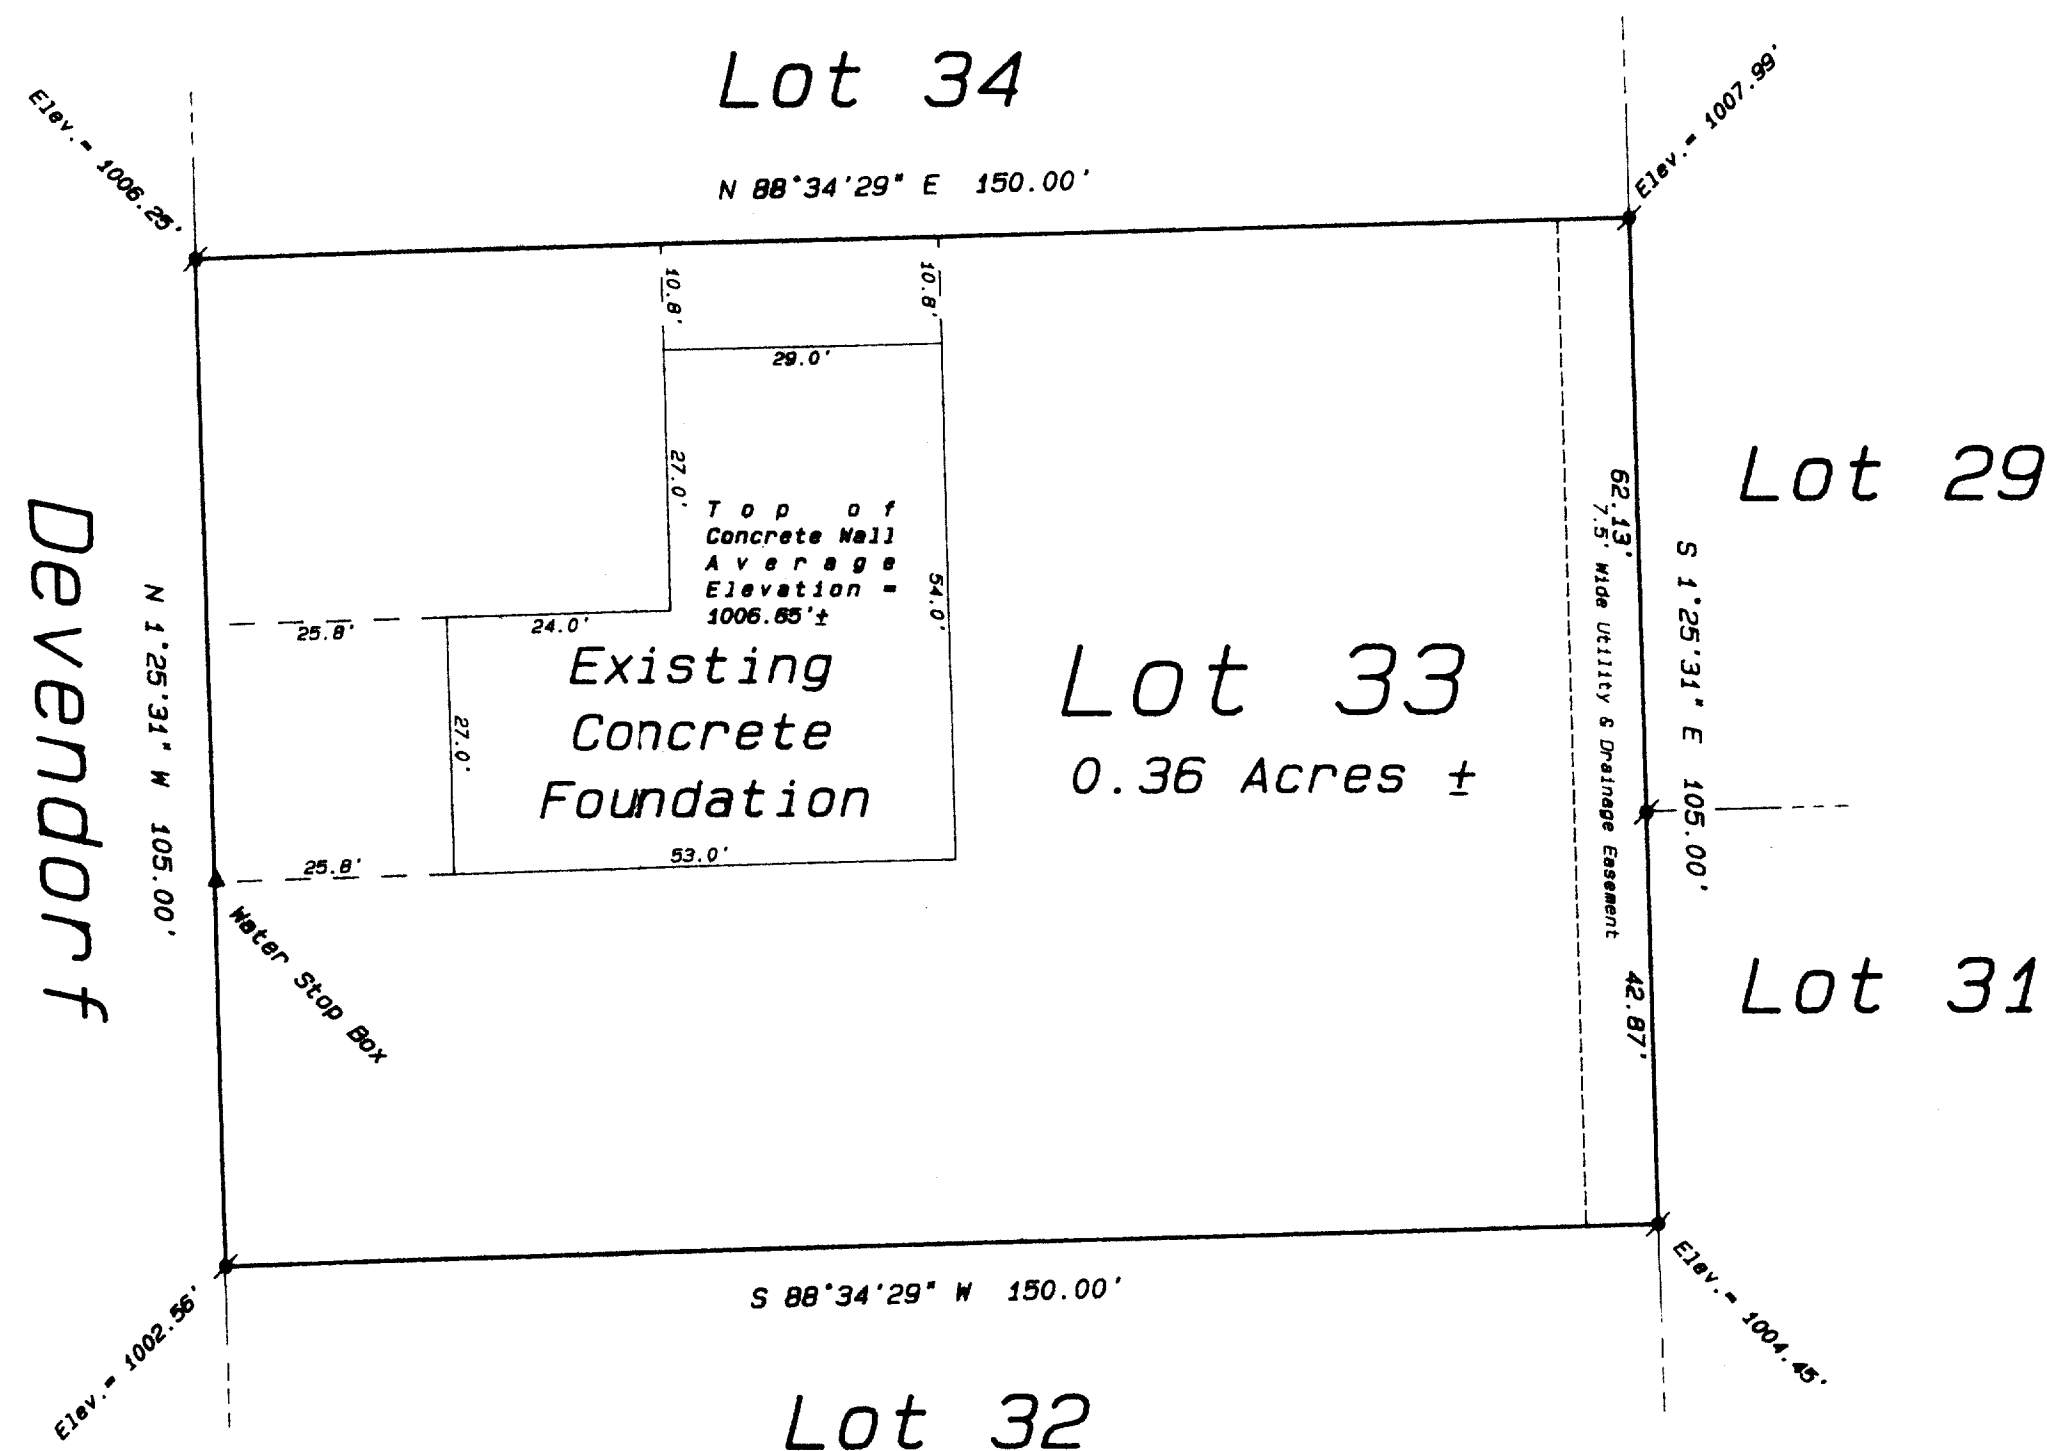 Lot 34
Elev. = 1006.25'
Elev. = 1007.99'
N 88°34'29" E 150.00'
10.8'
10.8'
29.0'
27.0'
Top of
Concrete Wall
Average
Elevation =
1006.65'±
54.0'
25.8'
24.0'
Existing
Concrete
Foundation
27.0'
25.8'
53.0'
Water Stop Box
Devendorf
N 1°25'31" W 105.00'
Lot 33
0.36 Acres ±
62.13'
7.5' Wide Utility & Drainage Easement
42.87'
S 1°25'31" E 105.00'
Lot 29
Lot 31
S 88°34'29" W 150.00'
Elev. = 1002.56'
Elev. = 1004.45'
Lot 32